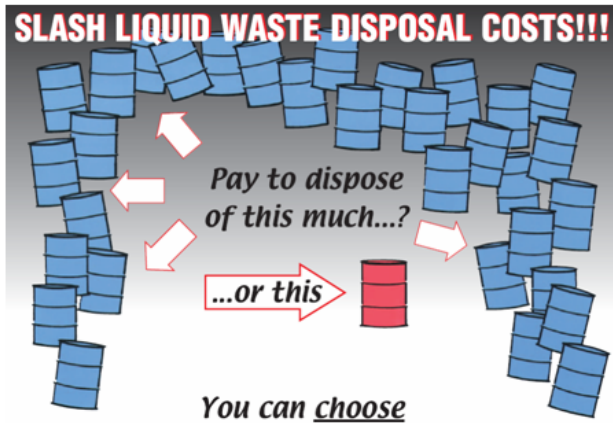 SLASH LIQUID WASTE DISPOSAL COSTS!!!
Pay to dispose
of this much...?
...or this
You can choose